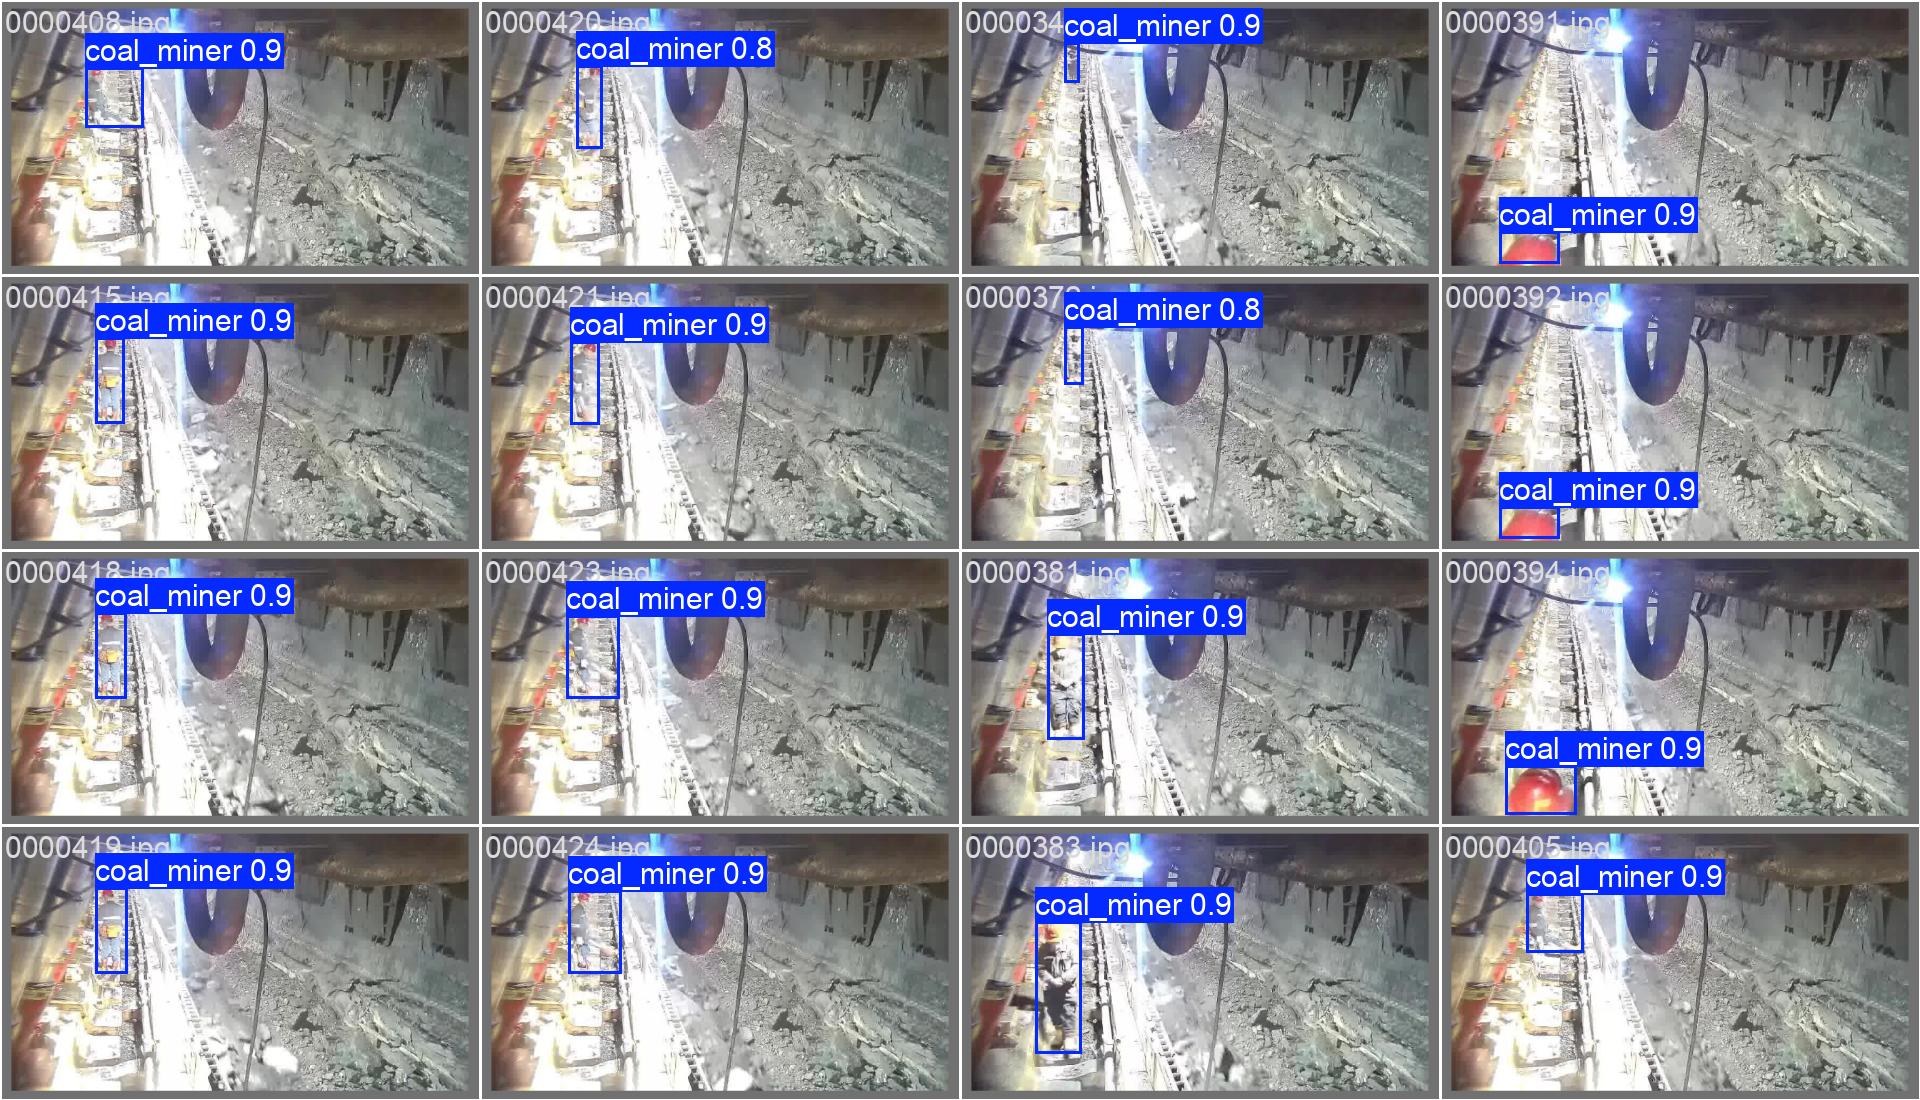 0000408.jpg
coal_miner 0.9
0000420.jpg
coal_miner 0.8
000034
coal_miner 0.9
0000391.jpg
coal_miner 0.9
0000415.jpg
coal_miner 0.9
0000421.jpg
coal_miner 0.9
000037
coal_miner 0.8
0000392.jpg
coal_miner 0.9
0000418.jpg
coal_miner 0.9
0000423.jpg
coal_miner 0.9
0000381.jpg
coal_miner 0.9
0000394.jpg
coal_miner 0.9
0000419.jpg
coal_miner 0.9
0000424.jpg
coal_miner 0.9
0000383.jpg
coal_miner 0.9
0000405.jpg
coal_miner 0.9